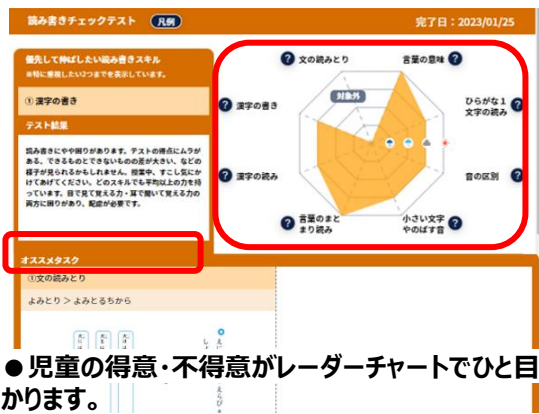 読み書きチェックテスト 凡例
完了日：2023/01/25
優先して伸ばしたい読み書きスキル
※特に重視したい2つまでを表示しています。
① 漢字の書き
テスト結果
読み書きにやや困りがあります。テストの得点にムラが
ある、できるものとできないものの差が大きい、などの
様子が見られるかもしれません。授業中、すこし気にか
けてあげてください。どのスキルでも平均以上の力を持
っています。目で見て覚える力・耳で聞いて覚える力の
両方に困りがあり、配慮が必要です。
? 文の読みとり
言葉の意味 ?
対象外
? 漢字の書き
ひらがな１
文字の読み ?
? 漢字の読み
音の区別 ?
? 言葉のまと
まり読み
小さい文字
やのばす音 ?
オススメタスク
①文の読みとり
よみとり > よみとるちから
●児童の得意・不得意がレーダーチャートでひと目
かります。